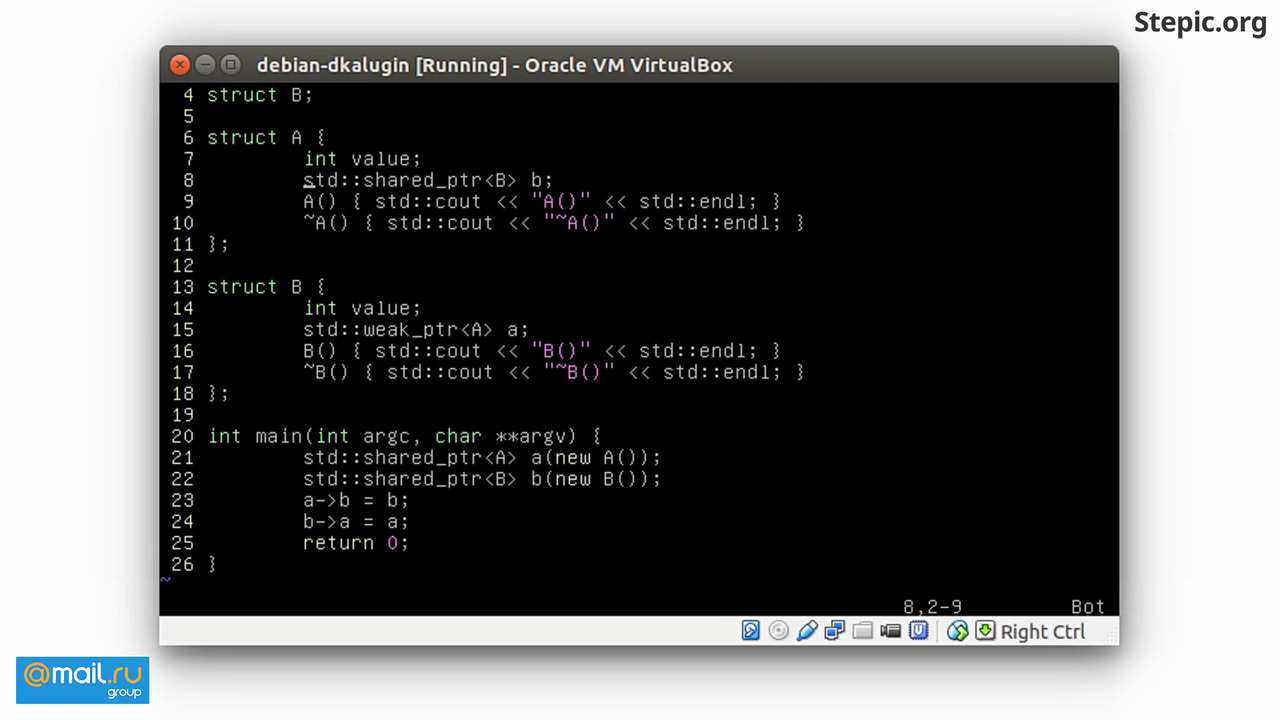 Stepic.org
debian-dkalugin [Running] - Oracle VM VirtualBox
4 struct B;
5
6 struct A {
7 int value;
8 std::shared_ptr<B> b;
9 A() { std::cout << "A()" << std::endl; }
10 ~A() { std::cout << "~A()" << std::endl; }
11 };
12
13 struct B {
14 int value;
15 std::weak_ptr<A> a;
16 B() { std::cout << "B()" << std::endl; }
17 ~B() { std::cout << "~B()" << std::endl; }
18 };
19
20 int main(int argc, char **argv) {
21 std::shared_ptr<A> a(new A());
22 std::shared_ptr<B> b(new B());
23 a->b = b;
24 b->a = a;
25 return 0;
26 }
~
8,2-9 Bot
Right Ctrl
@mail.ru
group